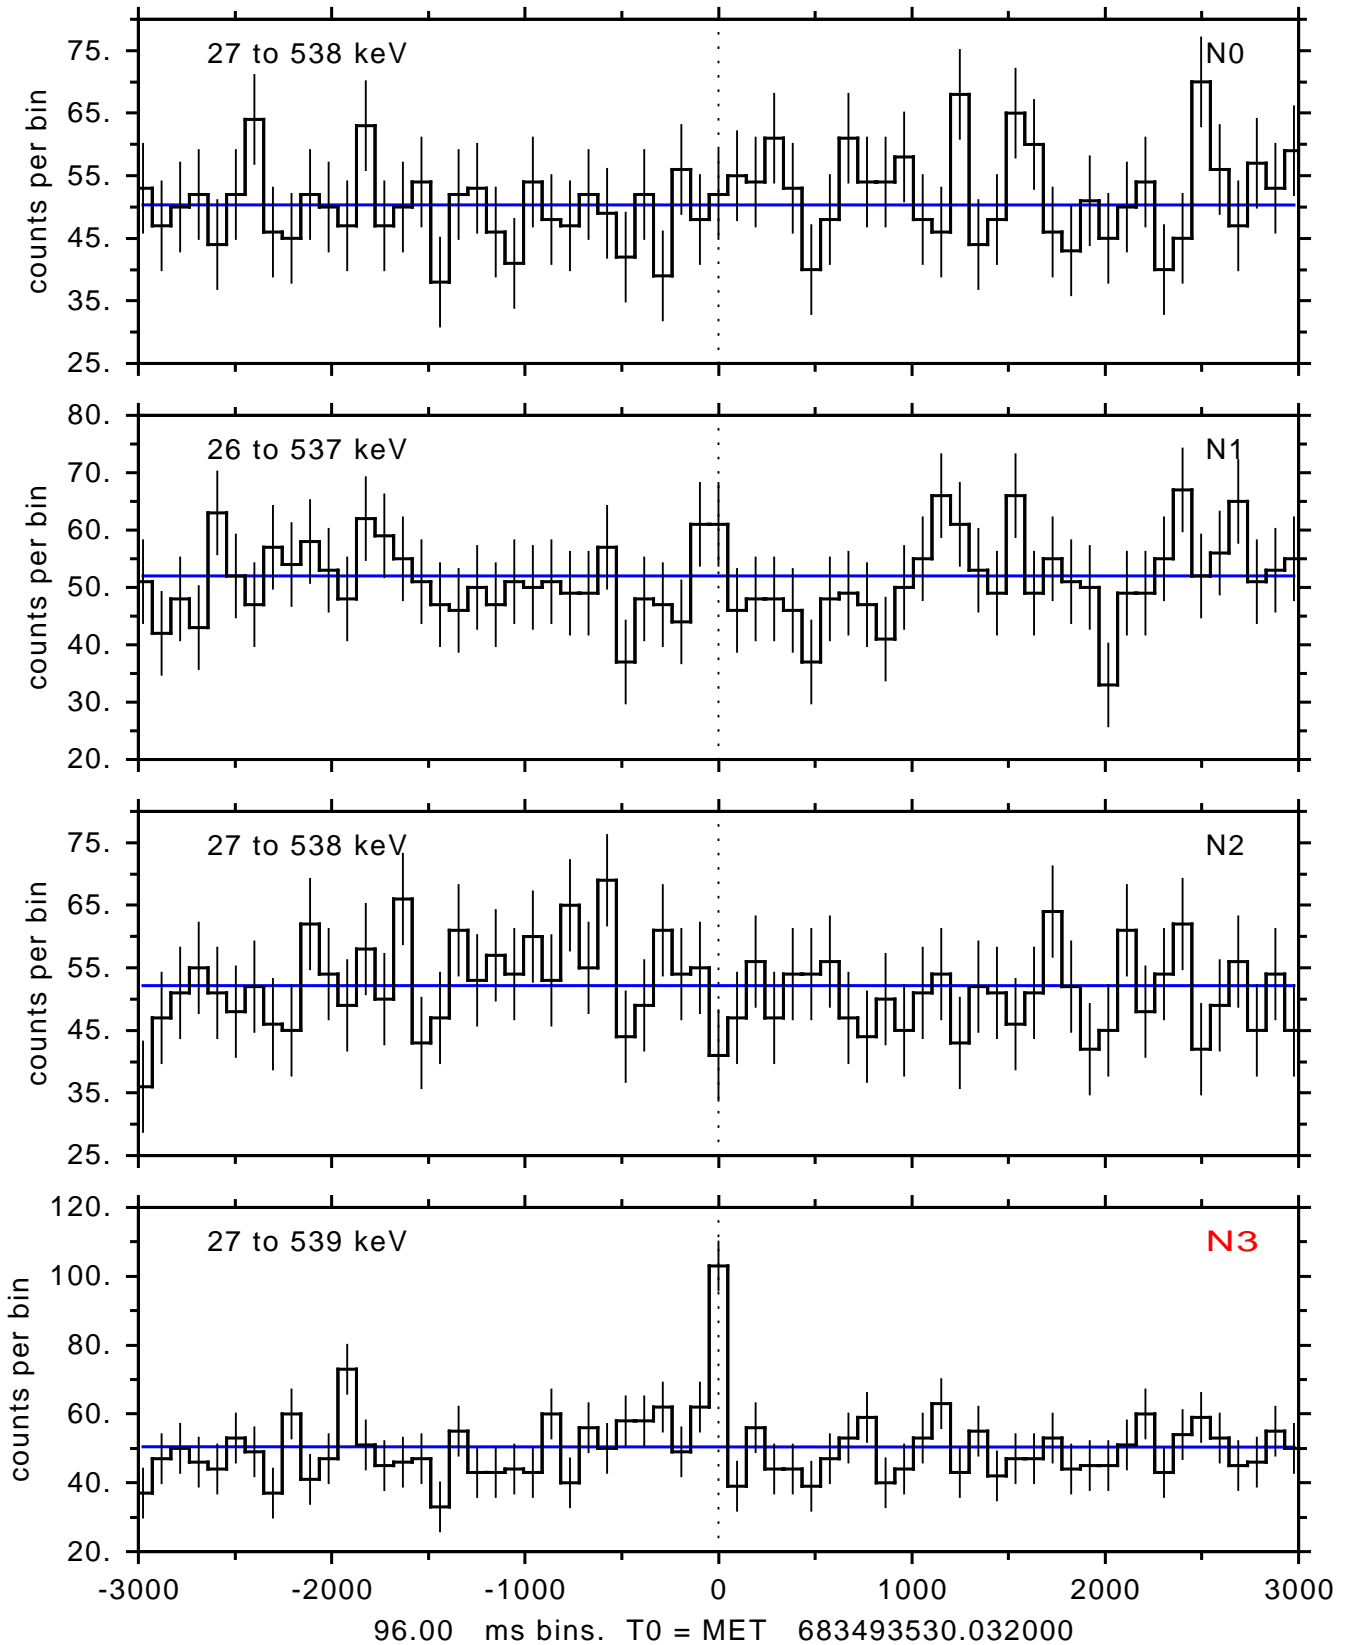 27 to 538 keV N0
counts per bin
75.
65.
55.
45.
35.
25.
26 to 537 keV N1
counts per bin
80.
70.
60.
50.
40.
30.
20.
27 to 538 keV N2
counts per bin
75.
65.
55.
45.
35.
25.
27 to 539 keV N3
counts per bin
120.
100.
80.
60.
40.
20.
-3000 -2000 -1000 0 1000 2000 3000
96.00 ms bins. T0 = MET 683493530.032000